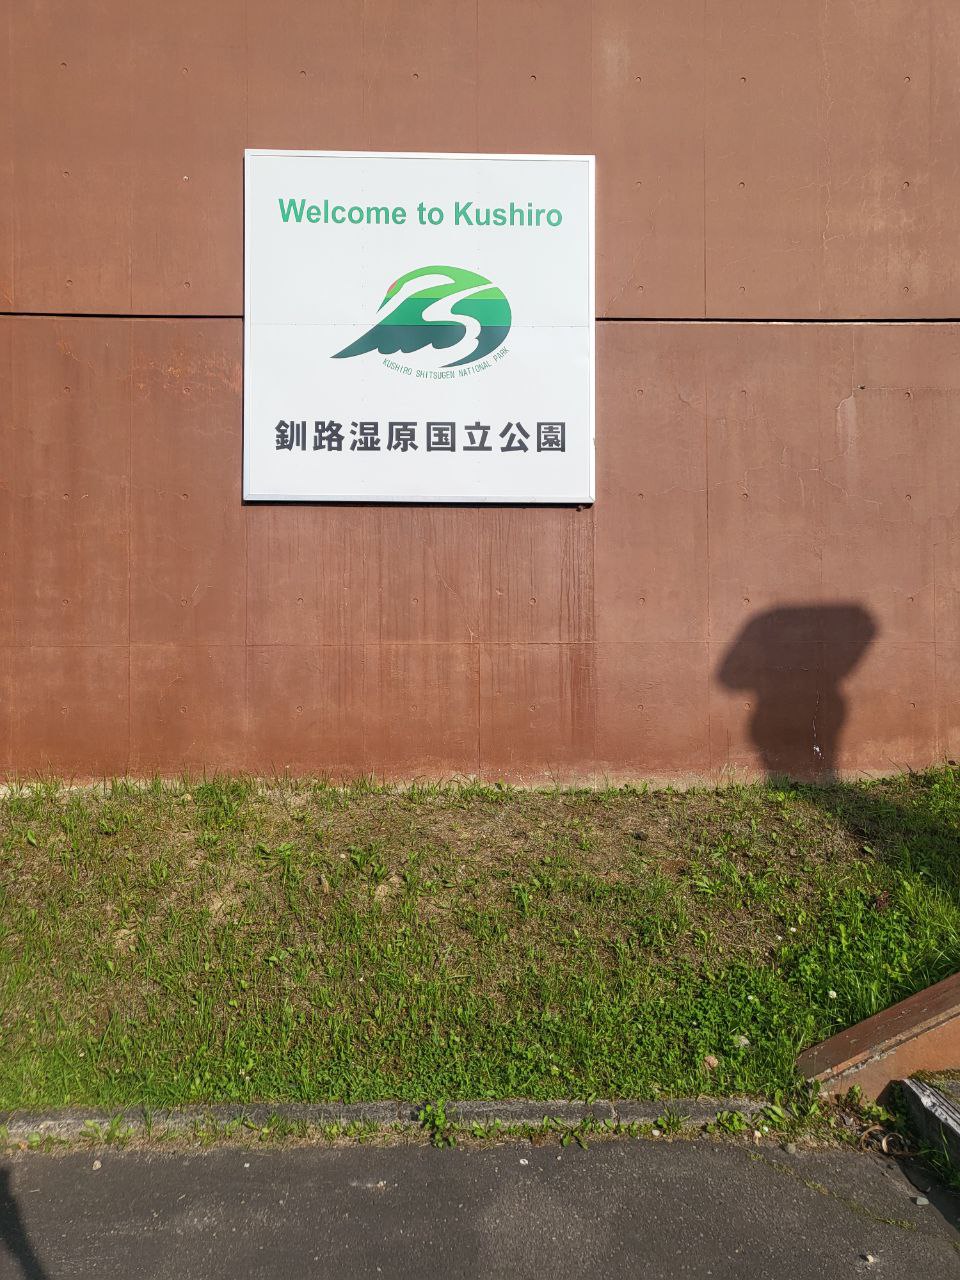 Welcome to Kushiro
KUSHIRO SHITSUGEN NATIONAL PARK
釧路湿原国立公園